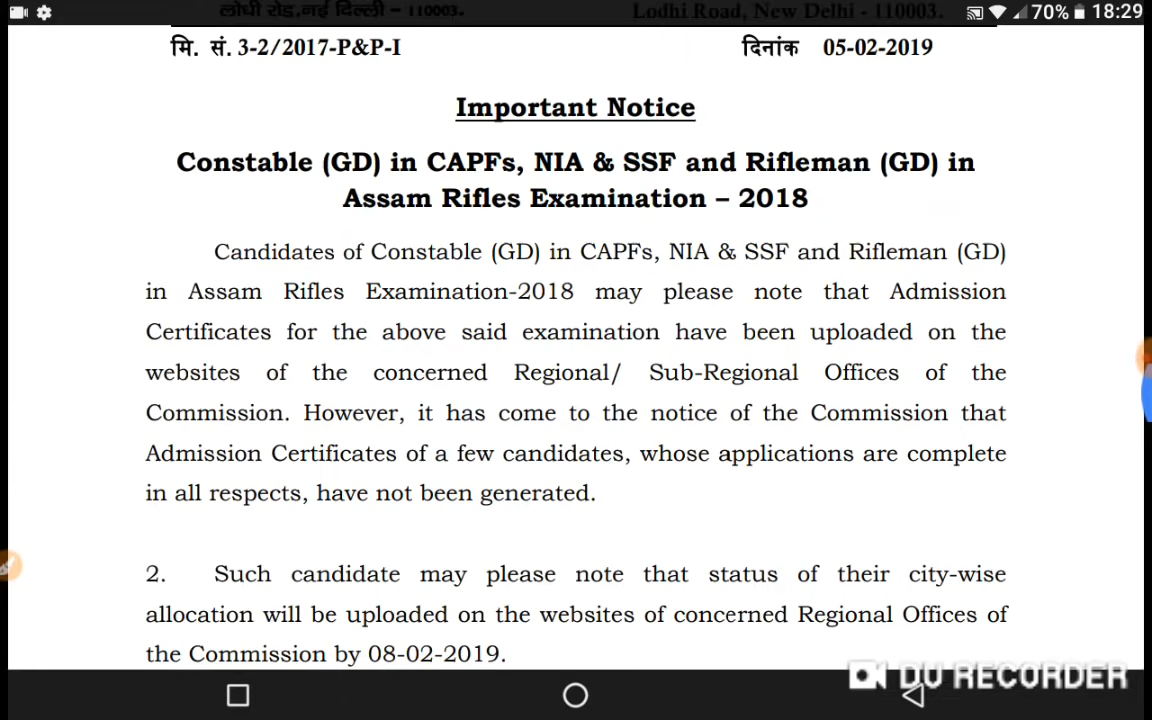 लोधी रोड,नई दिल्ली – 110003. Lodhi Road, New Delhi - 110003. 70% 18:29
मि. सं. 3-2/2017-P&P-I दिनांक 05-02-2019
Important Notice
Constable (GD) in CAPFs, NIA & SSF and Rifleman (GD) in
Assam Rifles Examination – 2018
Candidates of Constable (GD) in CAPFs, NIA & SSF and Rifleman (GD)
in Assam Rifles Examination-2018 may please note that Admission
Certificates for the above said examination have been uploaded on the
websites of the concerned Regional/ Sub-Regional Offices of the
Commission. However, it has come to the notice of the Commission that
Admission Certificates of a few candidates, whose applications are complete
in all respects, have not been generated.
2. Such candidate may please note that status of their city-wise
allocation will be uploaded on the websites of concerned Regional Offices of
the Commission by 08-02-2019.
DU RECORDER